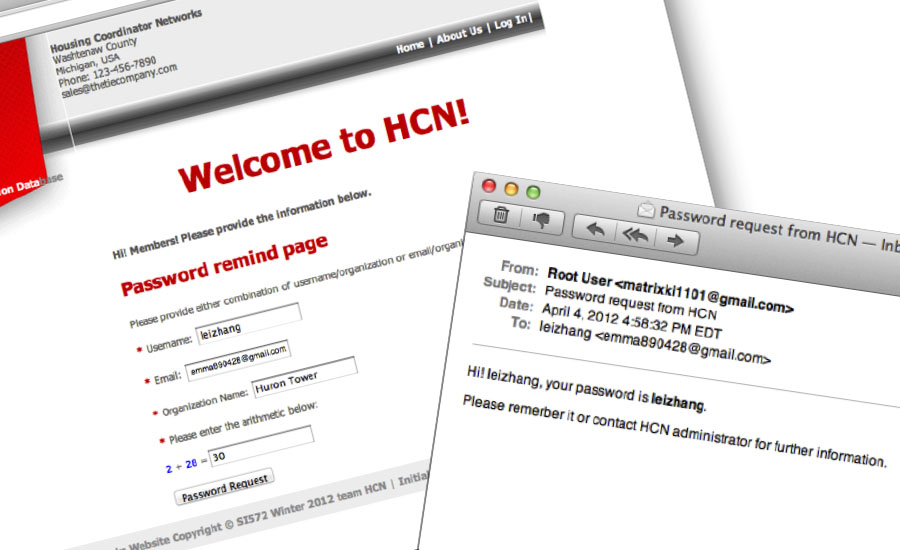 Housing Coordinator Networks
Washtenaw County
Michigan, USA
Phone: 123-456-7890
sales@thetiecompany.com
Home | About Us | Log In|
on Database
Welcome to HCN!
Hi! Members! Please provide the information below.
Password remind page
Please provide either combination of username/organization or email/organi
* Username: leizhang
* Email: emma890428@gmail.com
* Organization Name: Huron Tower
* Please enter the arithmetic below:
2 + 28 = 30
Password Request
Website Copyright © SI572 Winter 2012 team HCN | Initial
Password request from HCN — Inb
From: Root User <matrixki1101@gmail.com>
Subject: Password request from HCN
Date: April 4, 2012 4:58:32 PM EDT
To: leizhang <emma890428@gmail.com>
Hi! leizhang, your password is leizhang.
Please remerber it or contact HCN administrator for further information.